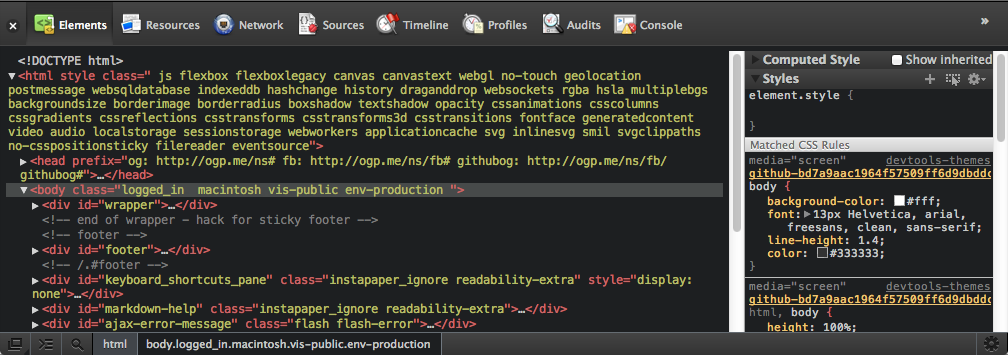 × Elements Resources Network Sources Timeline Profiles Audits Console »
<!DOCTYPE html>
▼<html style class=" js flexbox flexboxlegacy canvas canvastext webgl no-touch geolocation
postmessage websqldatabase indexeddb hashchange history draganddrop websockets rgba hsla multiplebgs
backgroundsize borderimage borderradius boxshadow textshadow opacity cssanimations csscolumns
cssgradients cssreflections csstransforms csstransforms3d csstransitions fontface generatedcontent
video audio localstorage sessionstorage webworkers applicationcache svg inlinesvg smil svgclippaths
no-csspositionsticky filereader eventsource">
▶<head prefix="og: http://ogp.me/ns# fb: http://ogp.me/ns/fb# githubog: http://ogp.me/ns/fb/
githubog#">…</head>
▼<body class="logged_in  macintosh vis-public env-production ">
▶<div id="wrapper">…</div>
<!-- end of wrapper - hack for sticky footer -->
<!-- footer -->
▶<div id="footer">…</div>
<!-- /.#footer -->
▶<div id="keyboard_shortcuts_pane" class="instapaper_ignore readability-extra" style="display:
none">…</div>
▶<div id="markdown-help" class="instapaper_ignore readability-extra">…</div>
▶<div id="ajax-error-message" class="flash flash-error">…</div>
▶ Computed Style Show inherited
▼ Styles
element.style {
}
Matched CSS Rules
media="screen" devtools-themes
github-bd7a9aac1964f57509ff6d9dbddc
body {
background-color: #fff;
font:▶13px Helvetica, arial,
freesans, clean, sans-serif;
line-height: 1.4;
color: #333333;
}
media="screen" devtools-themes
github-bd7a9aac1964f57509ff6d9dbddc
html, body {
height: 100%;
html body.logged_in.macintosh.vis-public.env-production